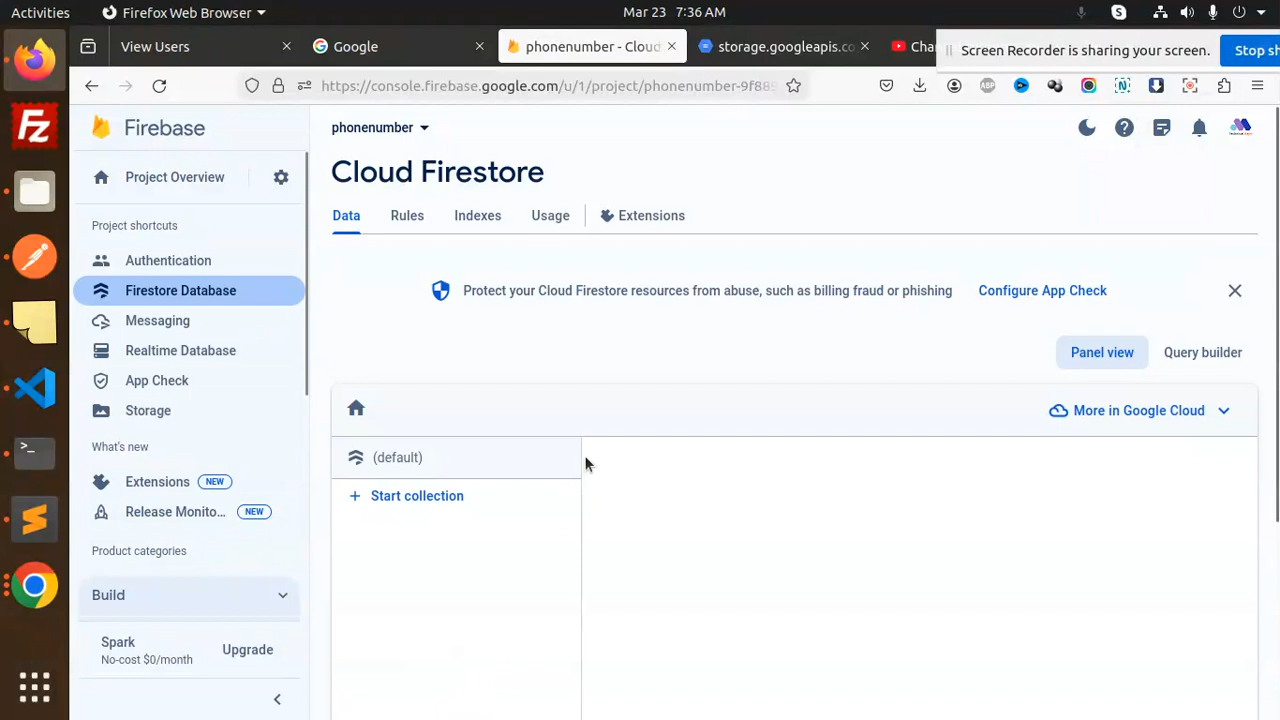 Activities
Firefox Web Browser
Mar 23 7:36 AM
View Users
Google
phonenumber - Cloud
storage.googleapis.co
Screen Recorder is sharing your screen.
https://console.firebase.google.com/u/1/project/phonenumber-9f889
Firebase
Project Overview
Project shortcuts
Authentication
Firestore Database
Messaging
Realtime Database
App Check
Storage
What's new
Extensions NEW
Release Monito... NEW
Product categories
Build
Spark
No-cost $0/month
Upgrade
phonenumber
Cloud Firestore
Data
Rules
Indexes
Usage
Extensions
Protect your Cloud Firestore resources from abuse, such as billing fraud or phishing
Configure App Check
Panel view
Query builder
More in Google Cloud
(default)
+ Start collection